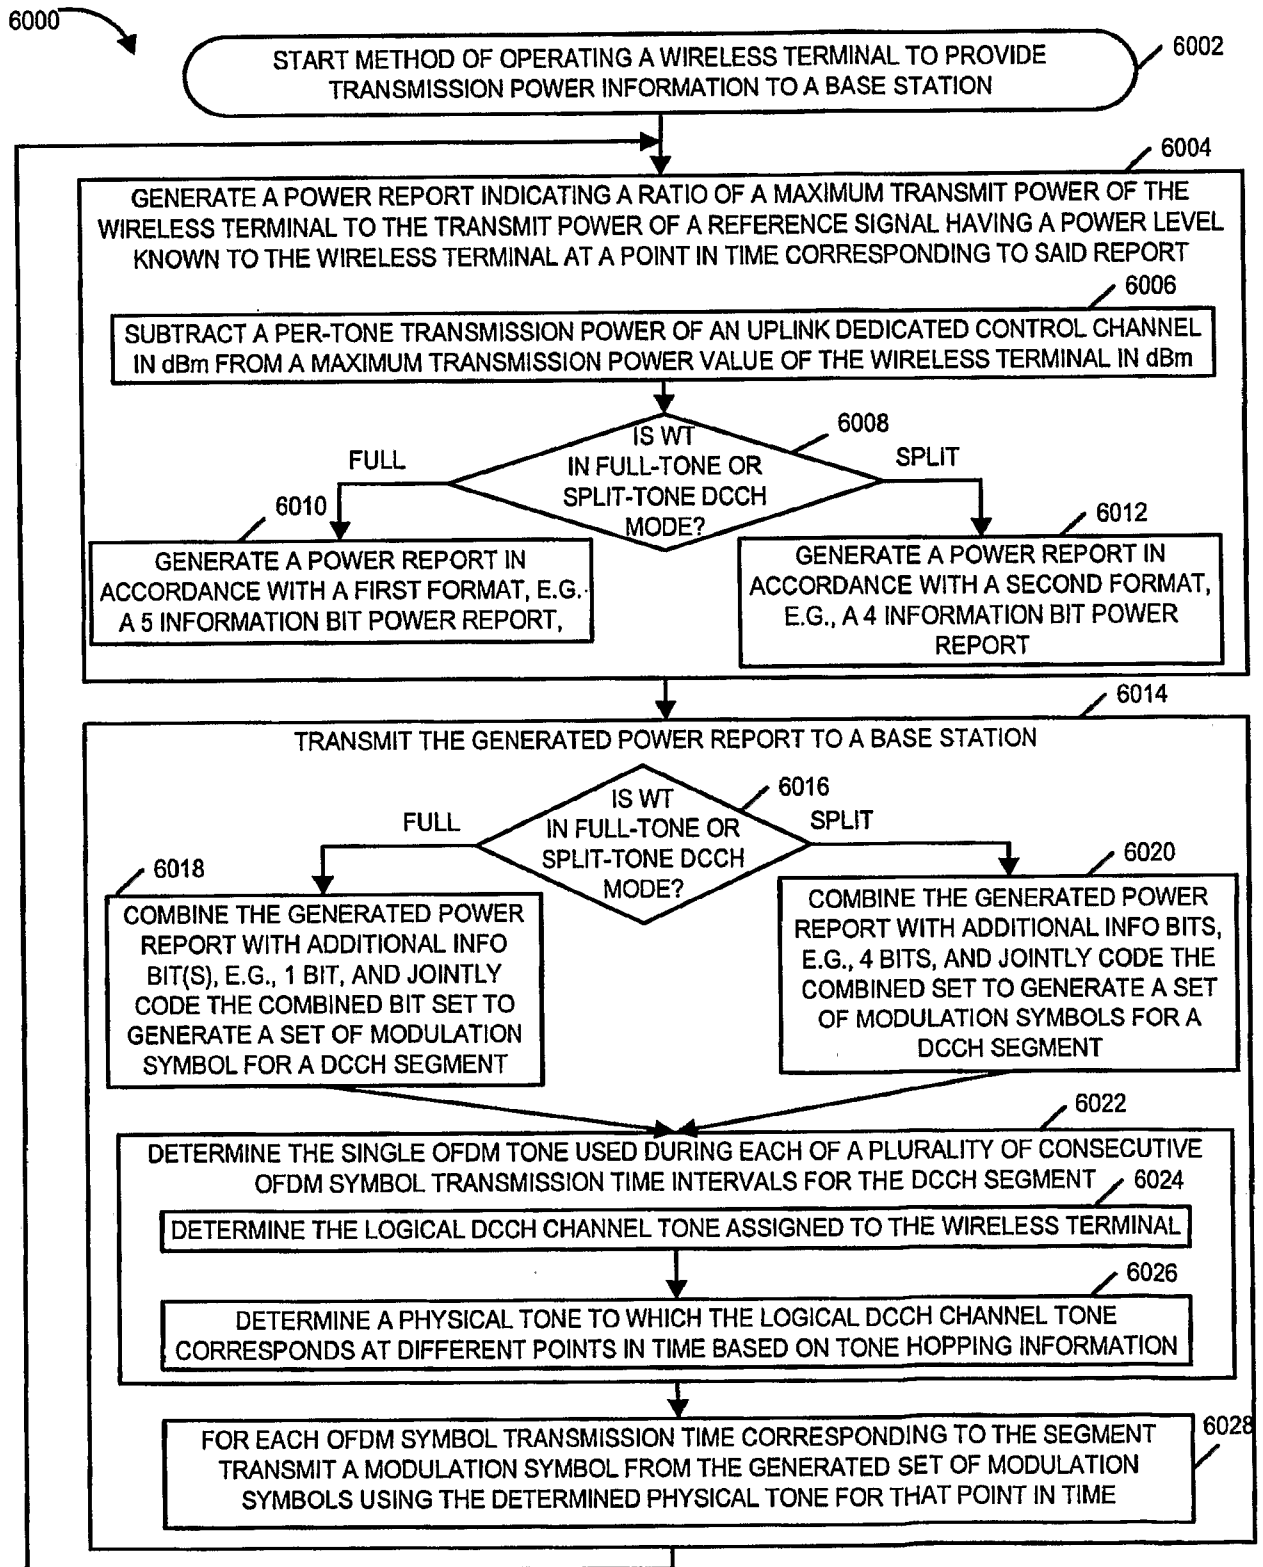 6000
START METHOD OF OPERATING A WIRELESS TERMINAL TO PROVIDE
TRANSMISSION POWER INFORMATION TO A BASE STATION
6002
6004
GENERATE A POWER REPORT INDICATING A RATIO OF A MAXIMUM TRANSMIT POWER OF THE
WIRELESS TERMINAL TO THE TRANSMIT POWER OF A REFERENCE SIGNAL HAVING A POWER LEVEL
KNOWN TO THE WIRELESS TERMINAL AT A POINT IN TIME CORRESPONDING TO SAID REPORT
6006
SUBTRACT A PER-TONE TRANSMISSION POWER OF AN UPLINK DEDICATED CONTROL CHANNEL
IN dBm FROM A MAXIMUM TRANSMISSION POWER VALUE OF THE WIRELESS TERMINAL IN dBm
6008
IS WT
IN FULL-TONE OR
SPLIT-TONE DCCH
MODE?
FULL
SPLIT
6010
GENERATE A POWER REPORT IN
ACCORDANCE WITH A FIRST FORMAT, E.G.
A 5 INFORMATION BIT POWER REPORT,
6012
GENERATE A POWER REPORT IN
ACCORDANCE WITH A SECOND FORMAT,
E.G., A 4 INFORMATION BIT POWER
REPORT
6014
TRANSMIT THE GENERATED POWER REPORT TO A BASE STATION
6016
IS WT
IN FULL-TONE OR
SPLIT-TONE DCCH
MODE?
FULL
SPLIT
6018
COMBINE THE GENERATED POWER
REPORT WITH ADDITIONAL INFO
BIT(S), E.G., 1 BIT, AND JOINTLY
CODE THE COMBINED BIT SET TO
GENERATE A SET OF MODULATION
SYMBOL FOR A DCCH SEGMENT
6020
COMBINE THE GENERATED POWER
REPORT WITH ADDITIONAL INFO BITS,
E.G., 4 BITS, AND JOINTLY CODE THE
COMBINED SET TO GENERATE A SET
OF MODULATION SYMBOLS FOR A
DCCH SEGMENT
6022
DETERMINE THE SINGLE OFDM TONE USED DURING EACH OF A PLURALITY OF CONSECUTIVE
OFDM SYMBOL TRANSMISSION TIME INTERVALS FOR THE DCCH SEGMENT
6024
DETERMINE THE LOGICAL DCCH CHANNEL TONE ASSIGNED TO THE WIRELESS TERMINAL
6026
DETERMINE A PHYSICAL TONE TO WHICH THE LOGICAL DCCH CHANNEL TONE
CORRESPONDS AT DIFFERENT POINTS IN TIME BASED ON TONE HOPPING INFORMATION
6028
FOR EACH OFDM SYMBOL TRANSMISSION TIME CORRESPONDING TO THE SEGMENT
TRANSMIT A MODULATION SYMBOL FROM THE GENERATED SET OF MODULATION
SYMBOLS USING THE DETERMINED PHYSICAL TONE FOR THAT POINT IN TIME